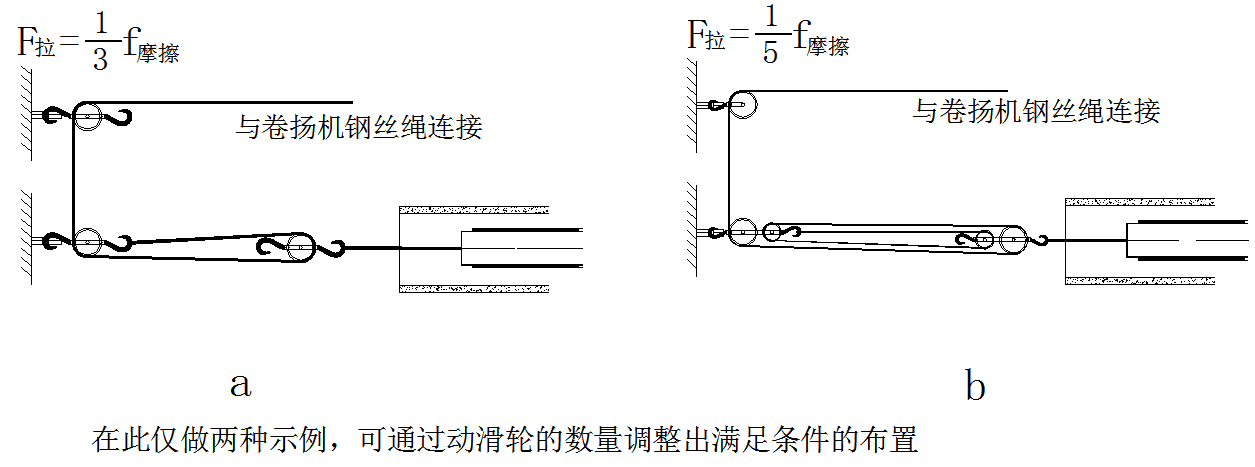 F拉=1/3f摩擦
与卷扬机钢丝绳连接
a
F拉=1/5f摩擦
与卷扬机钢丝绳连接
b
在此仅做两种示例，可通过动滑轮的数量调整出满足条件的布置